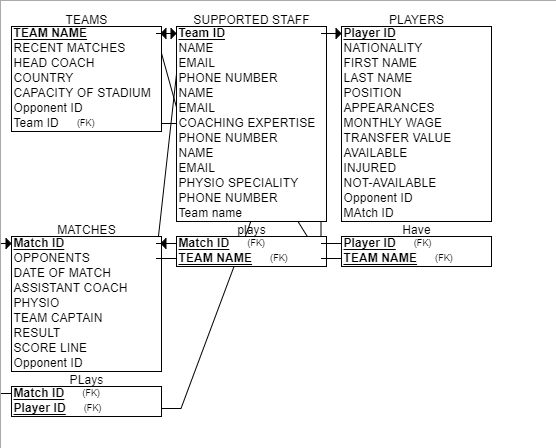 TEAMS
TEAM NAME
RECENT MATCHES
HEAD COACH
COUNTRY
CAPACITY OF STADIUM
Opponent ID
Team ID (FK)
SUPPORTED STAFF
Team ID
NAME
EMAIL
PHONE NUMBER
NAME
EMAIL
COACHING EXPERTISE
PHONE NUMBER
NAME
EMAIL
PHYSIO SPECIALITY
PHONE NUMBER
Team name
PLAYERS
Player ID
NATIONALITY
FIRST NAME
LAST NAME
POSITION
APPEARANCES
MONTHLY WAGE
TRANSFER VALUE
AVAILABLE
INJURED
NOT-AVAILABLE
Opponent ID
MAtch ID
MATCHES
Match ID
OPPONENTS
DATE OF MATCH
ASSISTANT COACH
PHYSIO
TEAM CAPTAIN
RESULT
SCORE LINE
Opponent ID
plays
Match ID (FK)
TEAM NAME (FK)
Have
Player ID (FK)
TEAM NAME (FK)
PLays
Match ID (FK)
Player ID (FK)